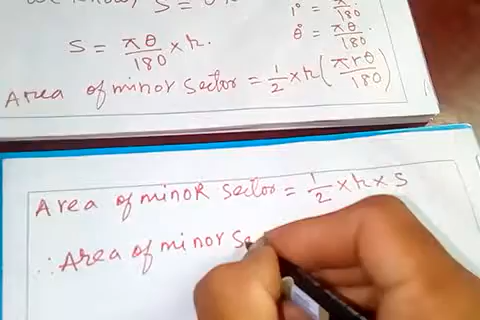 S =
1° = π/180
θ° = πθ/180
S = πθ/180 × r.
Area of minor sector = 1/2 × r (πrθ/180)
Area of minor sector = 1/2 × r × S
∴ Area of minor Se